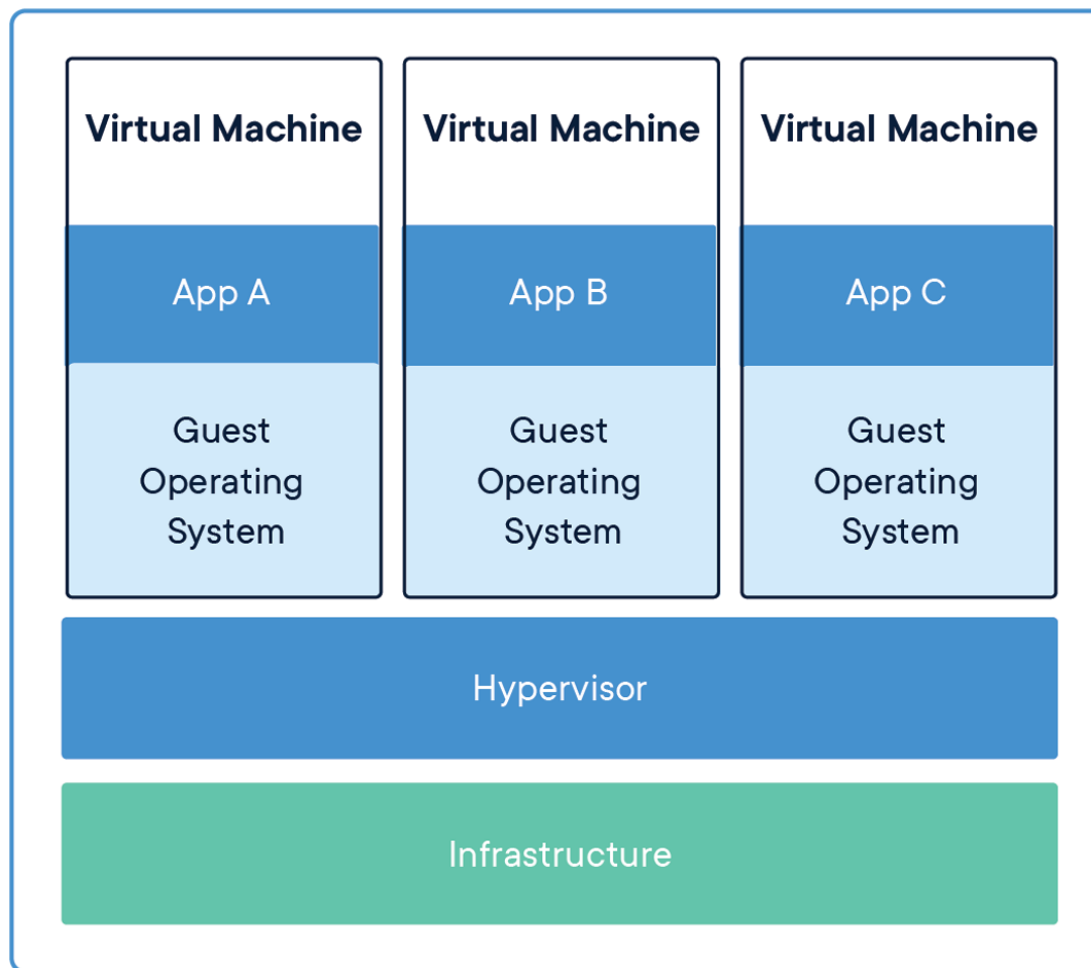 Virtual Machine
Virtual Machine
Virtual Machine
App A
App B
App C
Guest
Operating
System
Guest
Operating
System
Guest
Operating
System
Hypervisor
Infrastructure